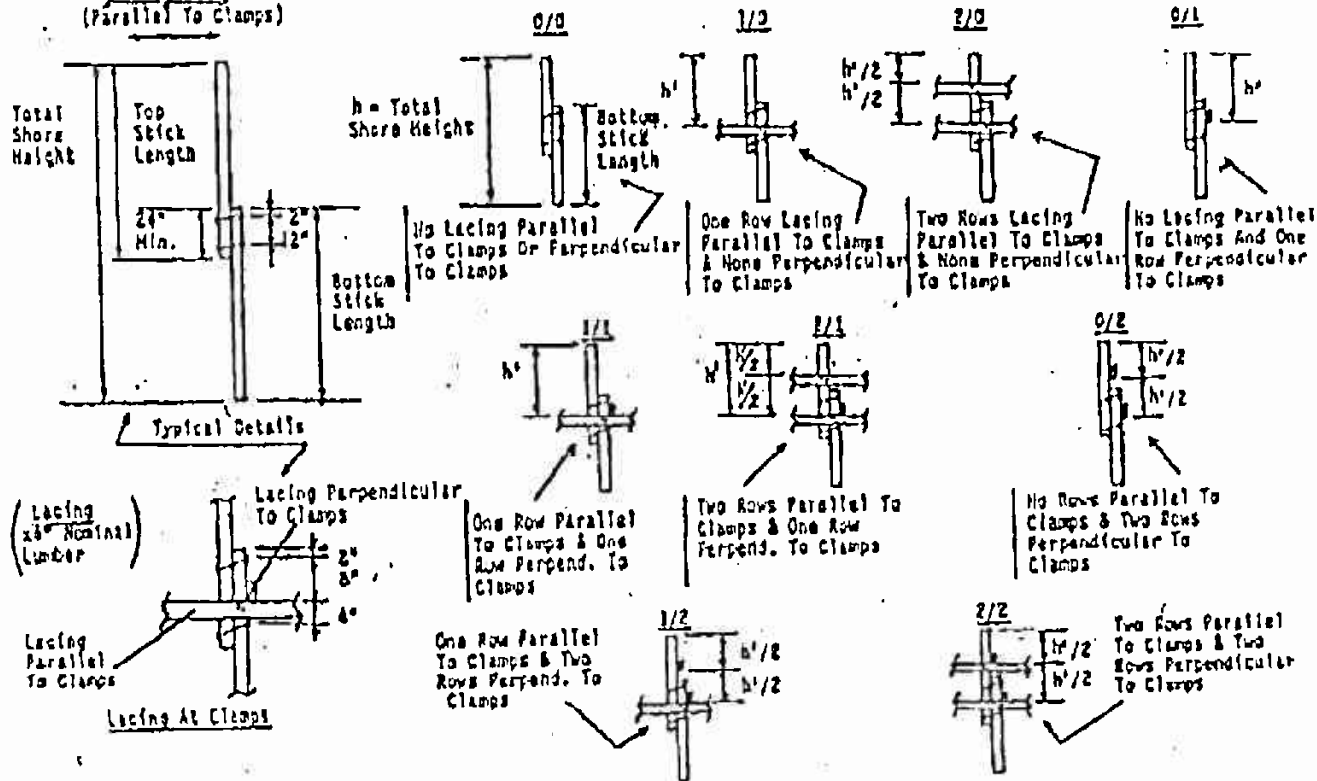 (Parallel To Clamps)
Total
Shore
Height
Top
Stick
Length
24"
Min.
2"
2"
Bottom
Stick
Length
Typical Details
0/0
h = Total
Shore Height
Bottom
Stick
Length
No Lacing Parallel
To Clamps Or Perpendicular
To Clamps
1/0
h'
One Row Lacing
Parallel To Clamps
& None Perpendicular
To Clamps
2/0
h'/2
h'/2
Two Rows Lacing
Parallel To Clamps
& None Perpendicular
To Clamps
0/1
h'
No Lacing Parallel
To Clamps And One
Row Perpendicular
To Clamps
1/1
h'
One Row Parallel
To Clamps & One
Row Perpend. To
Clamps
2/1
h'
h'/2
h'/2
Two Rows Parallel To
Clamps & One Row
Perpend. To Clamps
0/2
h'/2
h'/2
No Rows Parallel To
Clamps & Two Rows
Perpendicular To
Clamps
(Lacing
Nominal
Lumber)
Lacing Perpendicular
To Clamps
2"
8"
4"
Lacing
Parallel
To Clamps
Lacing At Clamps
1/2
One Row Parallel
To Clamps & Two
Rows Perpend. To
Clamps
h'/2
h'/2
2/2
h'/2
h'/2
Two Rows Parallel
To Clamps & Two
Rows Perpendicular
To Clamps